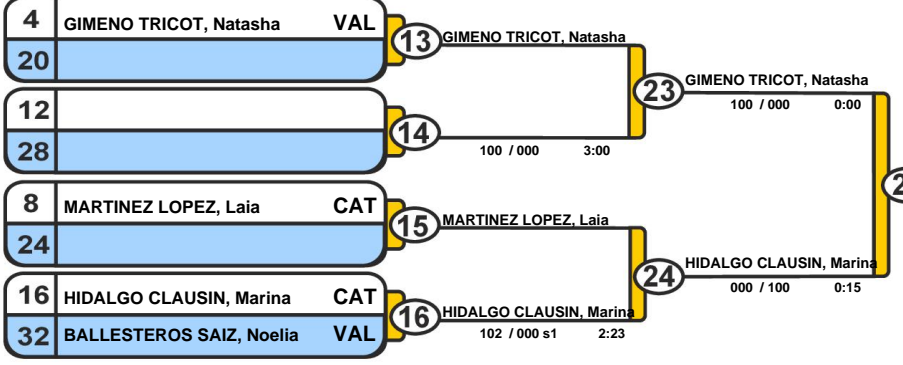 4 GIMENO TRICOT, Natasha VAL
20
13 GIMENO TRICOT, Natasha
12
28
14
100 / 000 3:00
23 GIMENO TRICOT, Natasha
100 / 000 0:00
8 MARTINEZ LOPEZ, Laia CAT
24
15 MARTINEZ LOPEZ, Laia
16 HIDALGO CLAUSIN, Marina CAT
32 BALLESTEROS SAIZ, Noelia VAL
16 HIDALGO CLAUSIN, Marina
102 / 000 s1 2:23
24 HIDALGO CLAUSIN, Marina
000 / 100 0:15